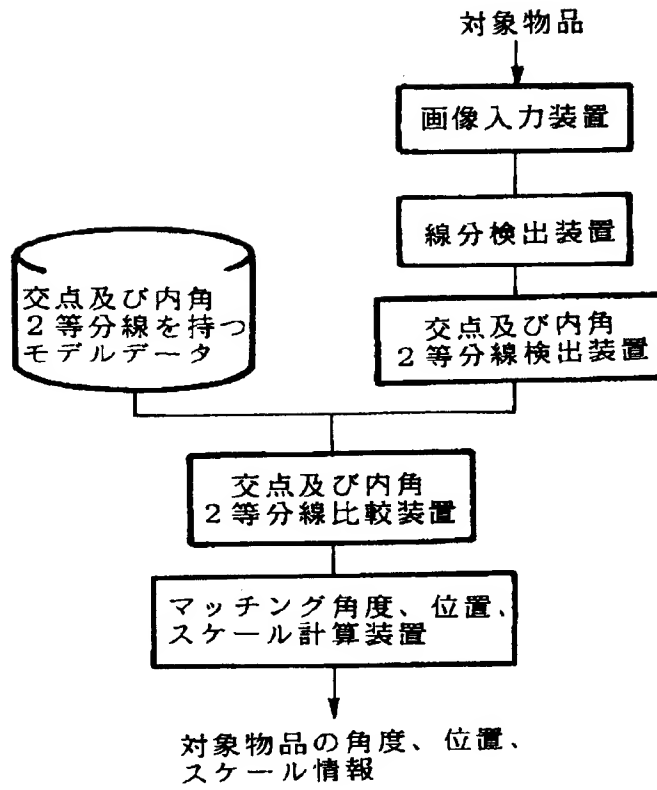 対象物品
画像入力装置
線分検出装置
交点及び内角
2等分線を持つ
モデルデータ
交点及び内角
2等分線検出装置
交点及び内角
2等分線比較装置
マッチング角度、位置、
スケール計算装置
対象物品の角度、位置、
スケール情報